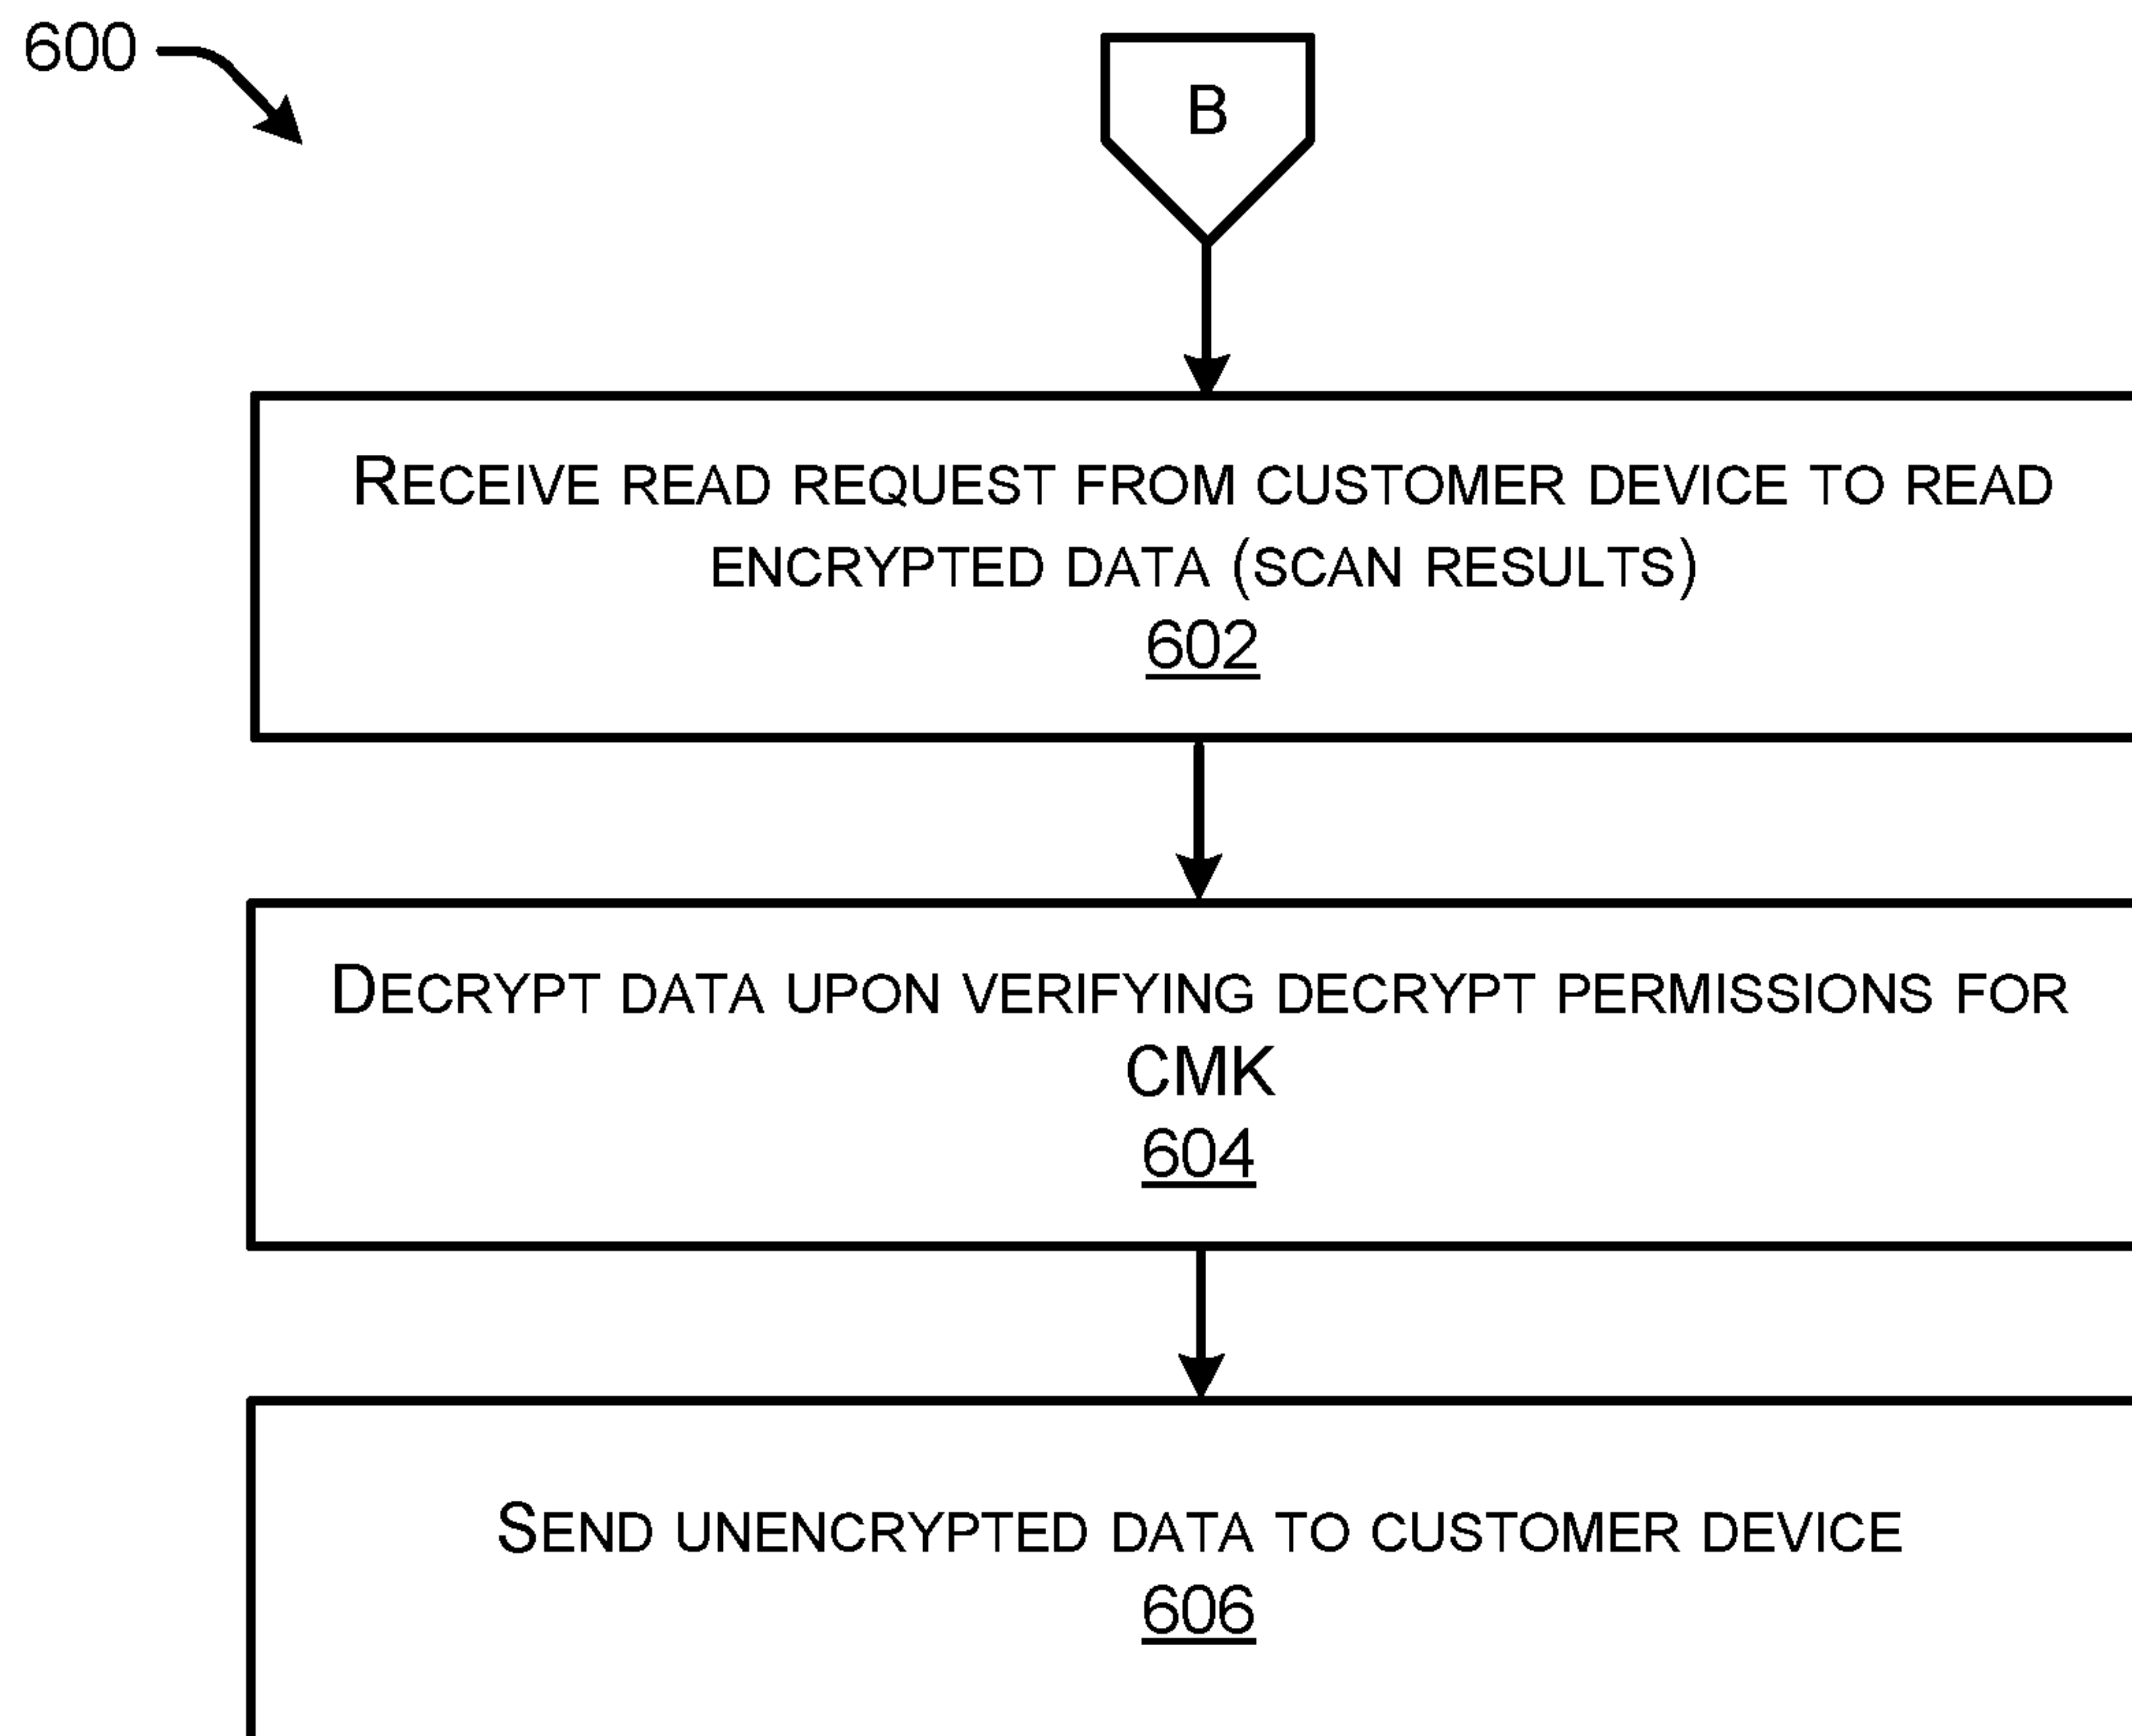 600
B
RECEIVE READ REQUEST FROM CUSTOMER DEVICE TO READ
ENCRYPTED DATA (SCAN RESULTS)
602
DECRYPT DATA UPON VERIFYING DECRYPT PERMISSIONS FOR
CMK
604
SEND UNENCRYPTED DATA TO CUSTOMER DEVICE
606